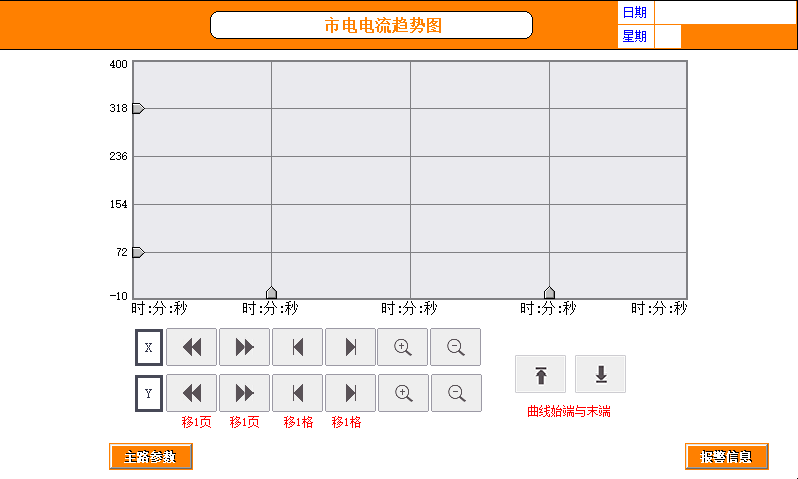 市电电流趋势图
日期
星期
400
318
236
154
72
-10
时:分:秒 时:分:秒 时:分:秒 时:分:秒 时:分:秒
X
Y
移1页 移1页 移1格 移1格
曲线始端与末端
主路参数
报警信息